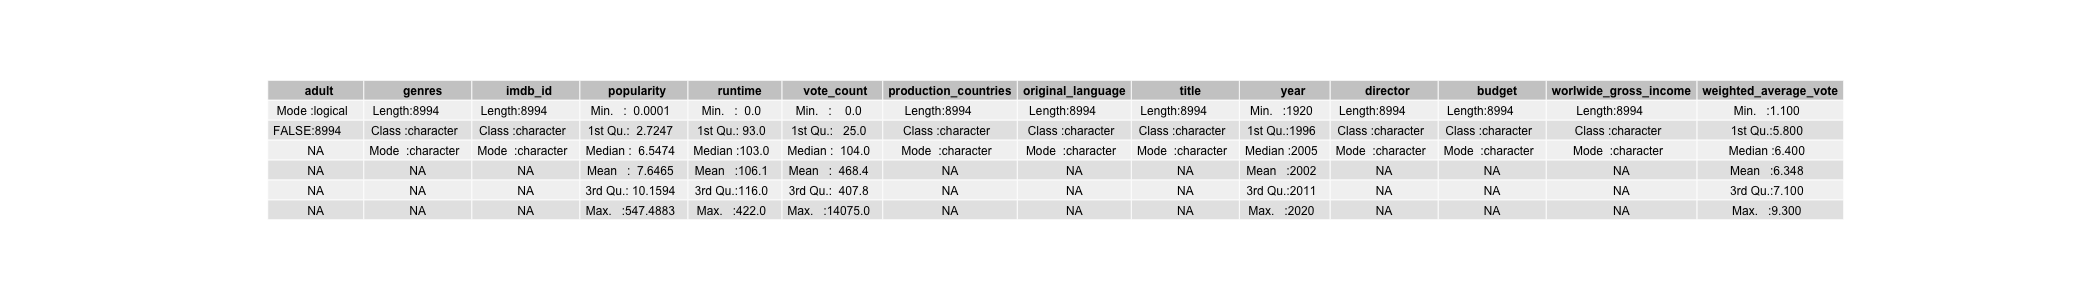 adult genres imdb_id popularity runtime vote_count production_countries original_language title year director budget worlwide_gross_income weighted_average_vote
Mode :logical Length:8994 Length:8994 Min. : 0.0001 Min. : 0.0 Min. : 0.0 Length:8994 Length:8994 Length:8994 Min. :1920 Length:8994 Length:8994 Length:8994 Min. :1.100
FALSE:8994 Class :character Class :character 1st Qu.: 2.7247 1st Qu.: 93.0 1st Qu.: 25.0 Class :character Class :character Class :character 1st Qu.:1996 Class :character Class :character Class :character 1st Qu.:5.800
NA Mode :character Mode :character Median : 6.5474 Median :103.0 Median : 104.0 Mode :character Mode :character Mode :character Median :2005 Mode :character Mode :character Mode :character Median :6.400
NA NA NA Mean : 7.6465 Mean :106.1 Mean : 468.4 NA NA NA Mean :2002 NA NA NA Mean :6.348
NA NA NA 3rd Qu.: 10.1594 3rd Qu.:116.0 3rd Qu.: 407.8 NA NA NA 3rd Qu.:2011 NA NA NA 3rd Qu.:7.100
NA NA NA Max. :547.4883 Max. :422.0 Max. :14075.0 NA NA NA Max. :2020 NA NA NA Max. :9.300